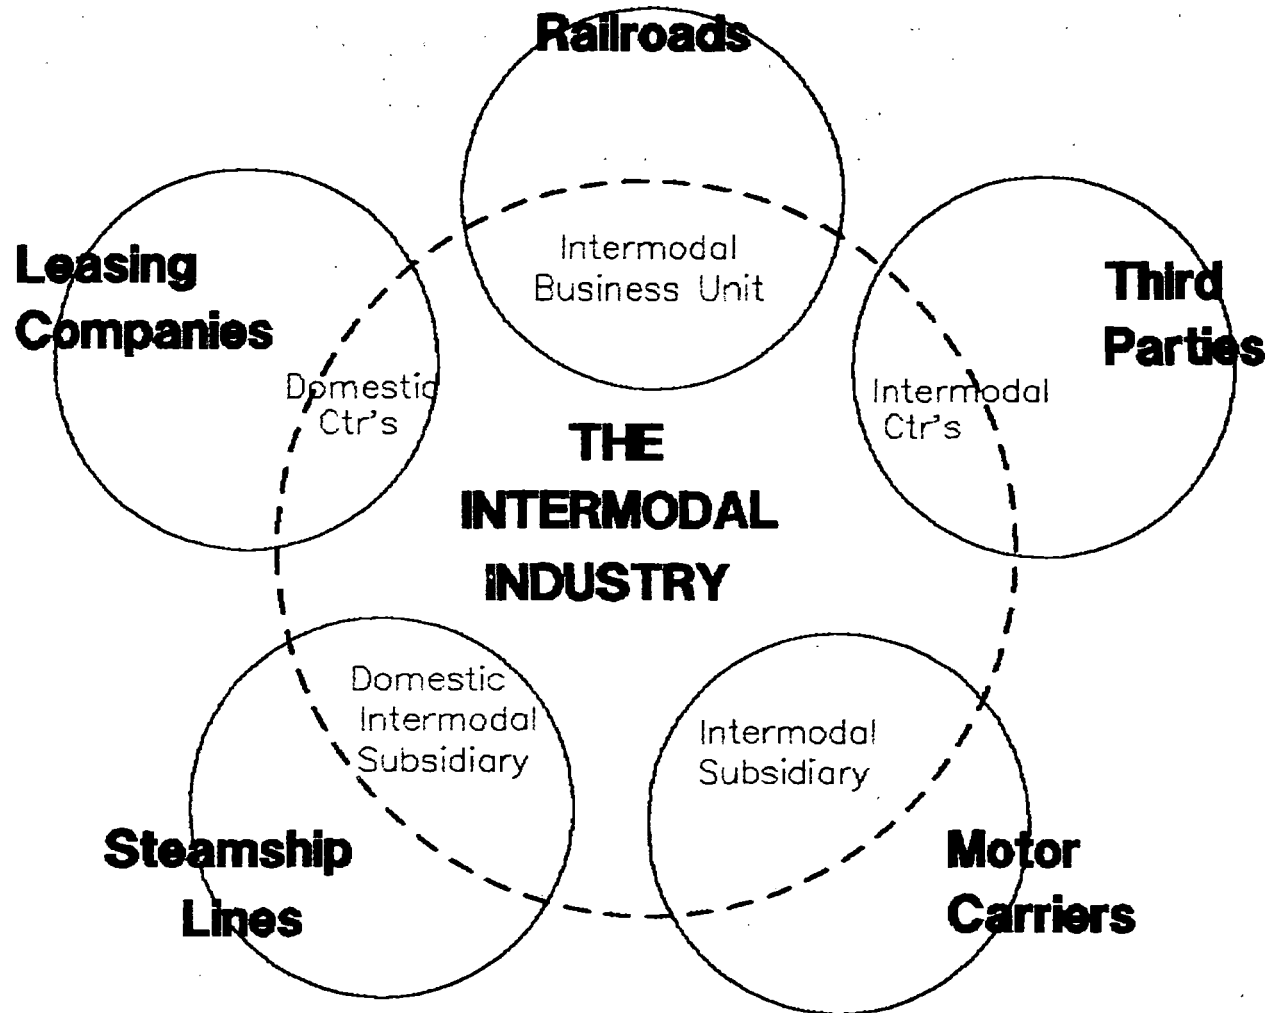 Railroads
Intermodal
Business Unit
Leasing
Companies
Domestic
Ctr's
Third
Parties
Intermodal
Ctr's
THE
INTERMODAL
INDUSTRY
Domestic
Intermodal
Subsidiary
Steamship
Lines
Intermodal
Subsidiary
Motor
Carriers